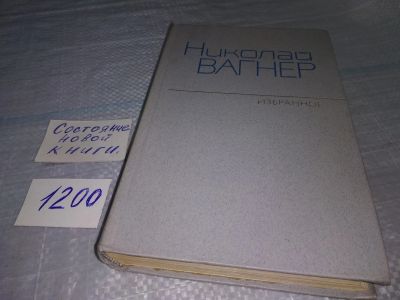 Николай
ВАГНЕР
ИЗБРАННОЕ
Состояние
новой
книги.
1200